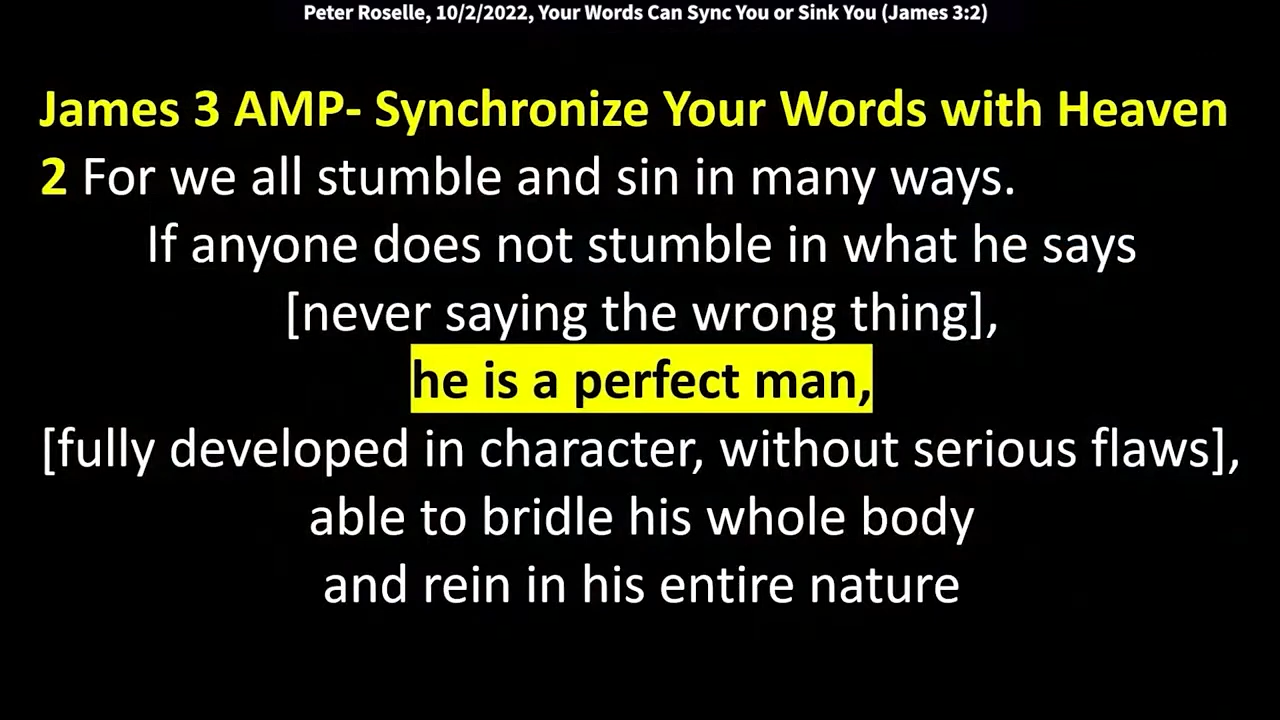 Peter Roselle, 10/2/2022, Your Words Can Sync You or Sink You (James 3:2)
James 3 AMP- Synchronize Your Words with Heaven
2 For we all stumble and sin in many ways.
If anyone does not stumble in what he says
[never saying the wrong thing],
he is a perfect man,
[fully developed in character, without serious flaws],
able to bridle his whole body
and rein in his entire nature